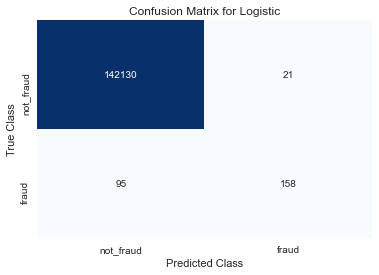 Confusion Matrix for Logistic
True Class
not_fraud
142130
21
fraud
95
158
not_fraud
fraud
Predicted Class